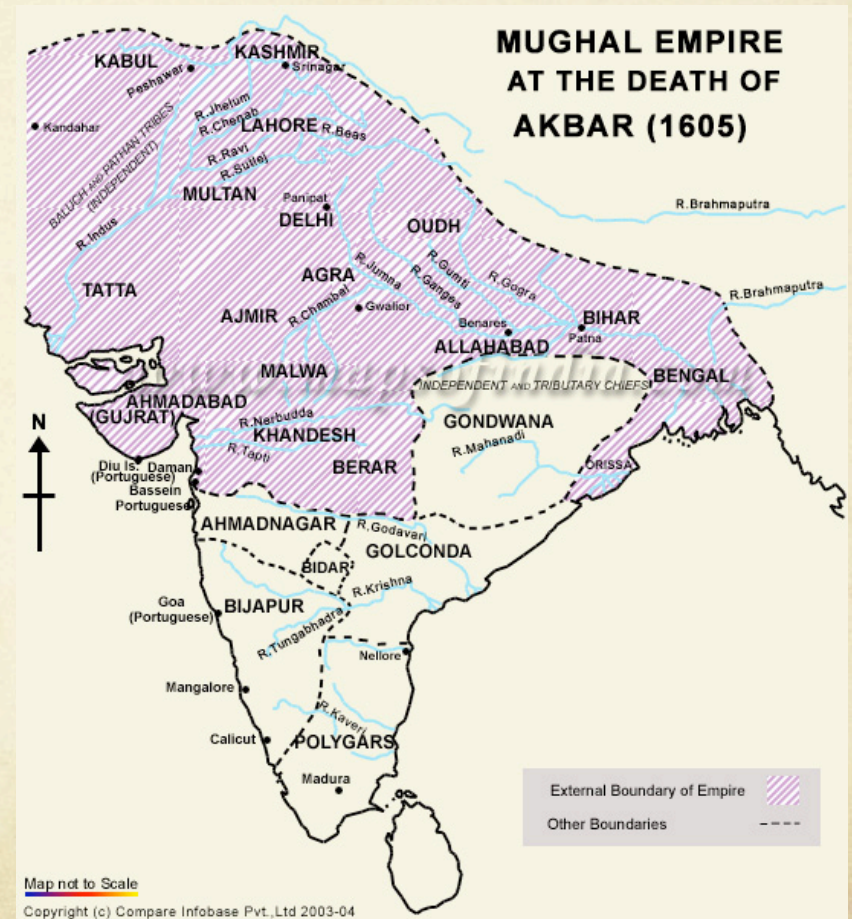 MUGHAL EMPIRE
AT THE DEATH OF
AKBAR (1605)
KABUL
KASHMIR
Srinagar
Peshawar
Kandahar
BALUCH AND PATHAN TRIBES
(INDEPENDENT)
R.Jhelum
R.Chenab
LAHORE
R.Beas
R.Ravi
R.Sutlej
MULTAN
Panipat
DELHI
R.Brahmaputra
OUDH
R.Indus
TATTA
AGRA
R.Jumna
R.Gumti
R.Ganges
R.Gogra
R.Brahmaputra
AJMIR
R.Chambal
Gwalior
Benares
BIHAR
Patna
ALLAHABAD
MALWA
INDEPENDENT AND TRIBUTARY CHIEFS
BENGAL
AHMADABAD
(GUJRAT)
R.Narbudda
KHANDESH
GONDWANA
R.Mahanadi
R.Tapti
BERAR
ORISSA
N
Diu Is.
(Portuguese)
Daman
Bassein
Portuguese
AHMADNAGAR
R.Godavari
GOLCONDA
BIDAR
R.Krishna
Goa
(Portuguese)
BIJAPUR
R.Tungabhadra
Nellore
Mangalore
R.Kaveri
Calicut
POLYGARS
Madura
External Boundary of Empire
Other Boundaries
Map not to Scale
Copyright (c) Compare Infobase Pvt.,Ltd 2003-04